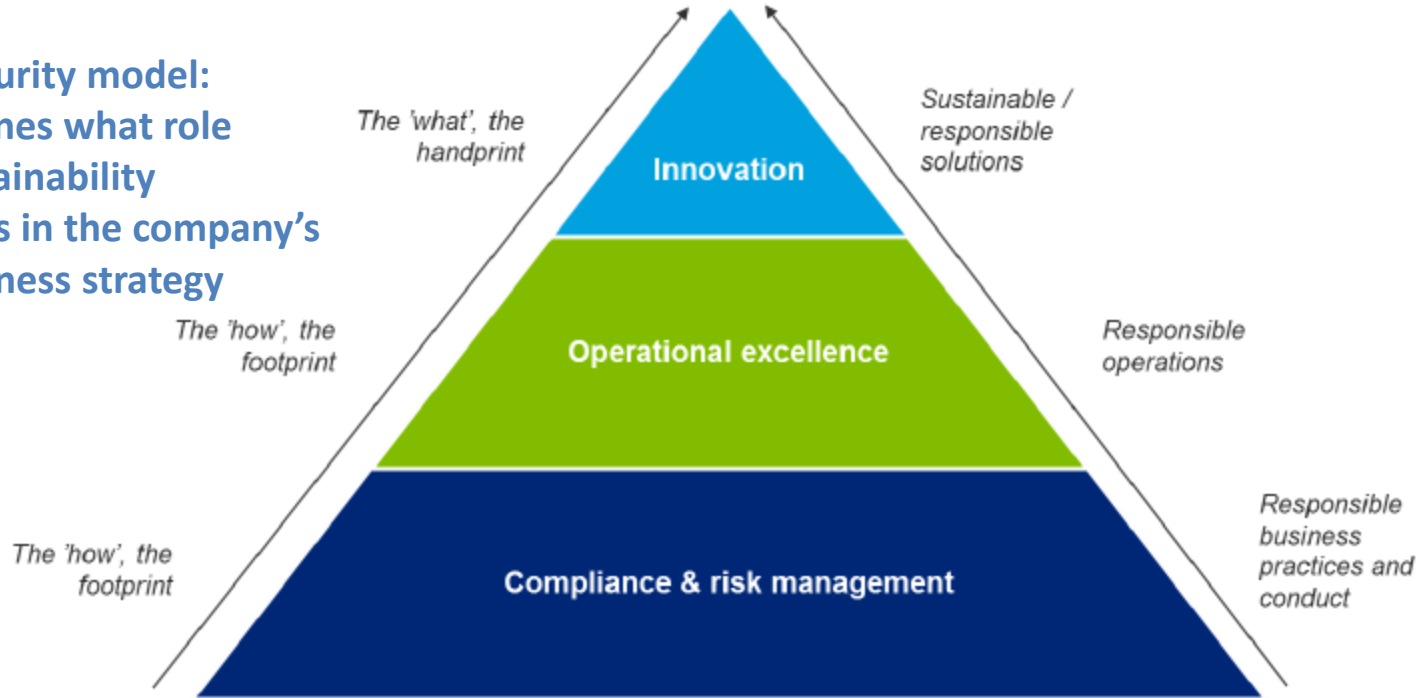 urity model:
nes what role
ainability
s in the company's
ness strategy
The 'what', the
handprint
Sustainable /
responsible
solutions
Innovation
The 'how', the
footprint
Operational excellence
Responsible
operations
The 'how', the
footprint
Compliance & risk management
Responsible
business
practices and
conduct